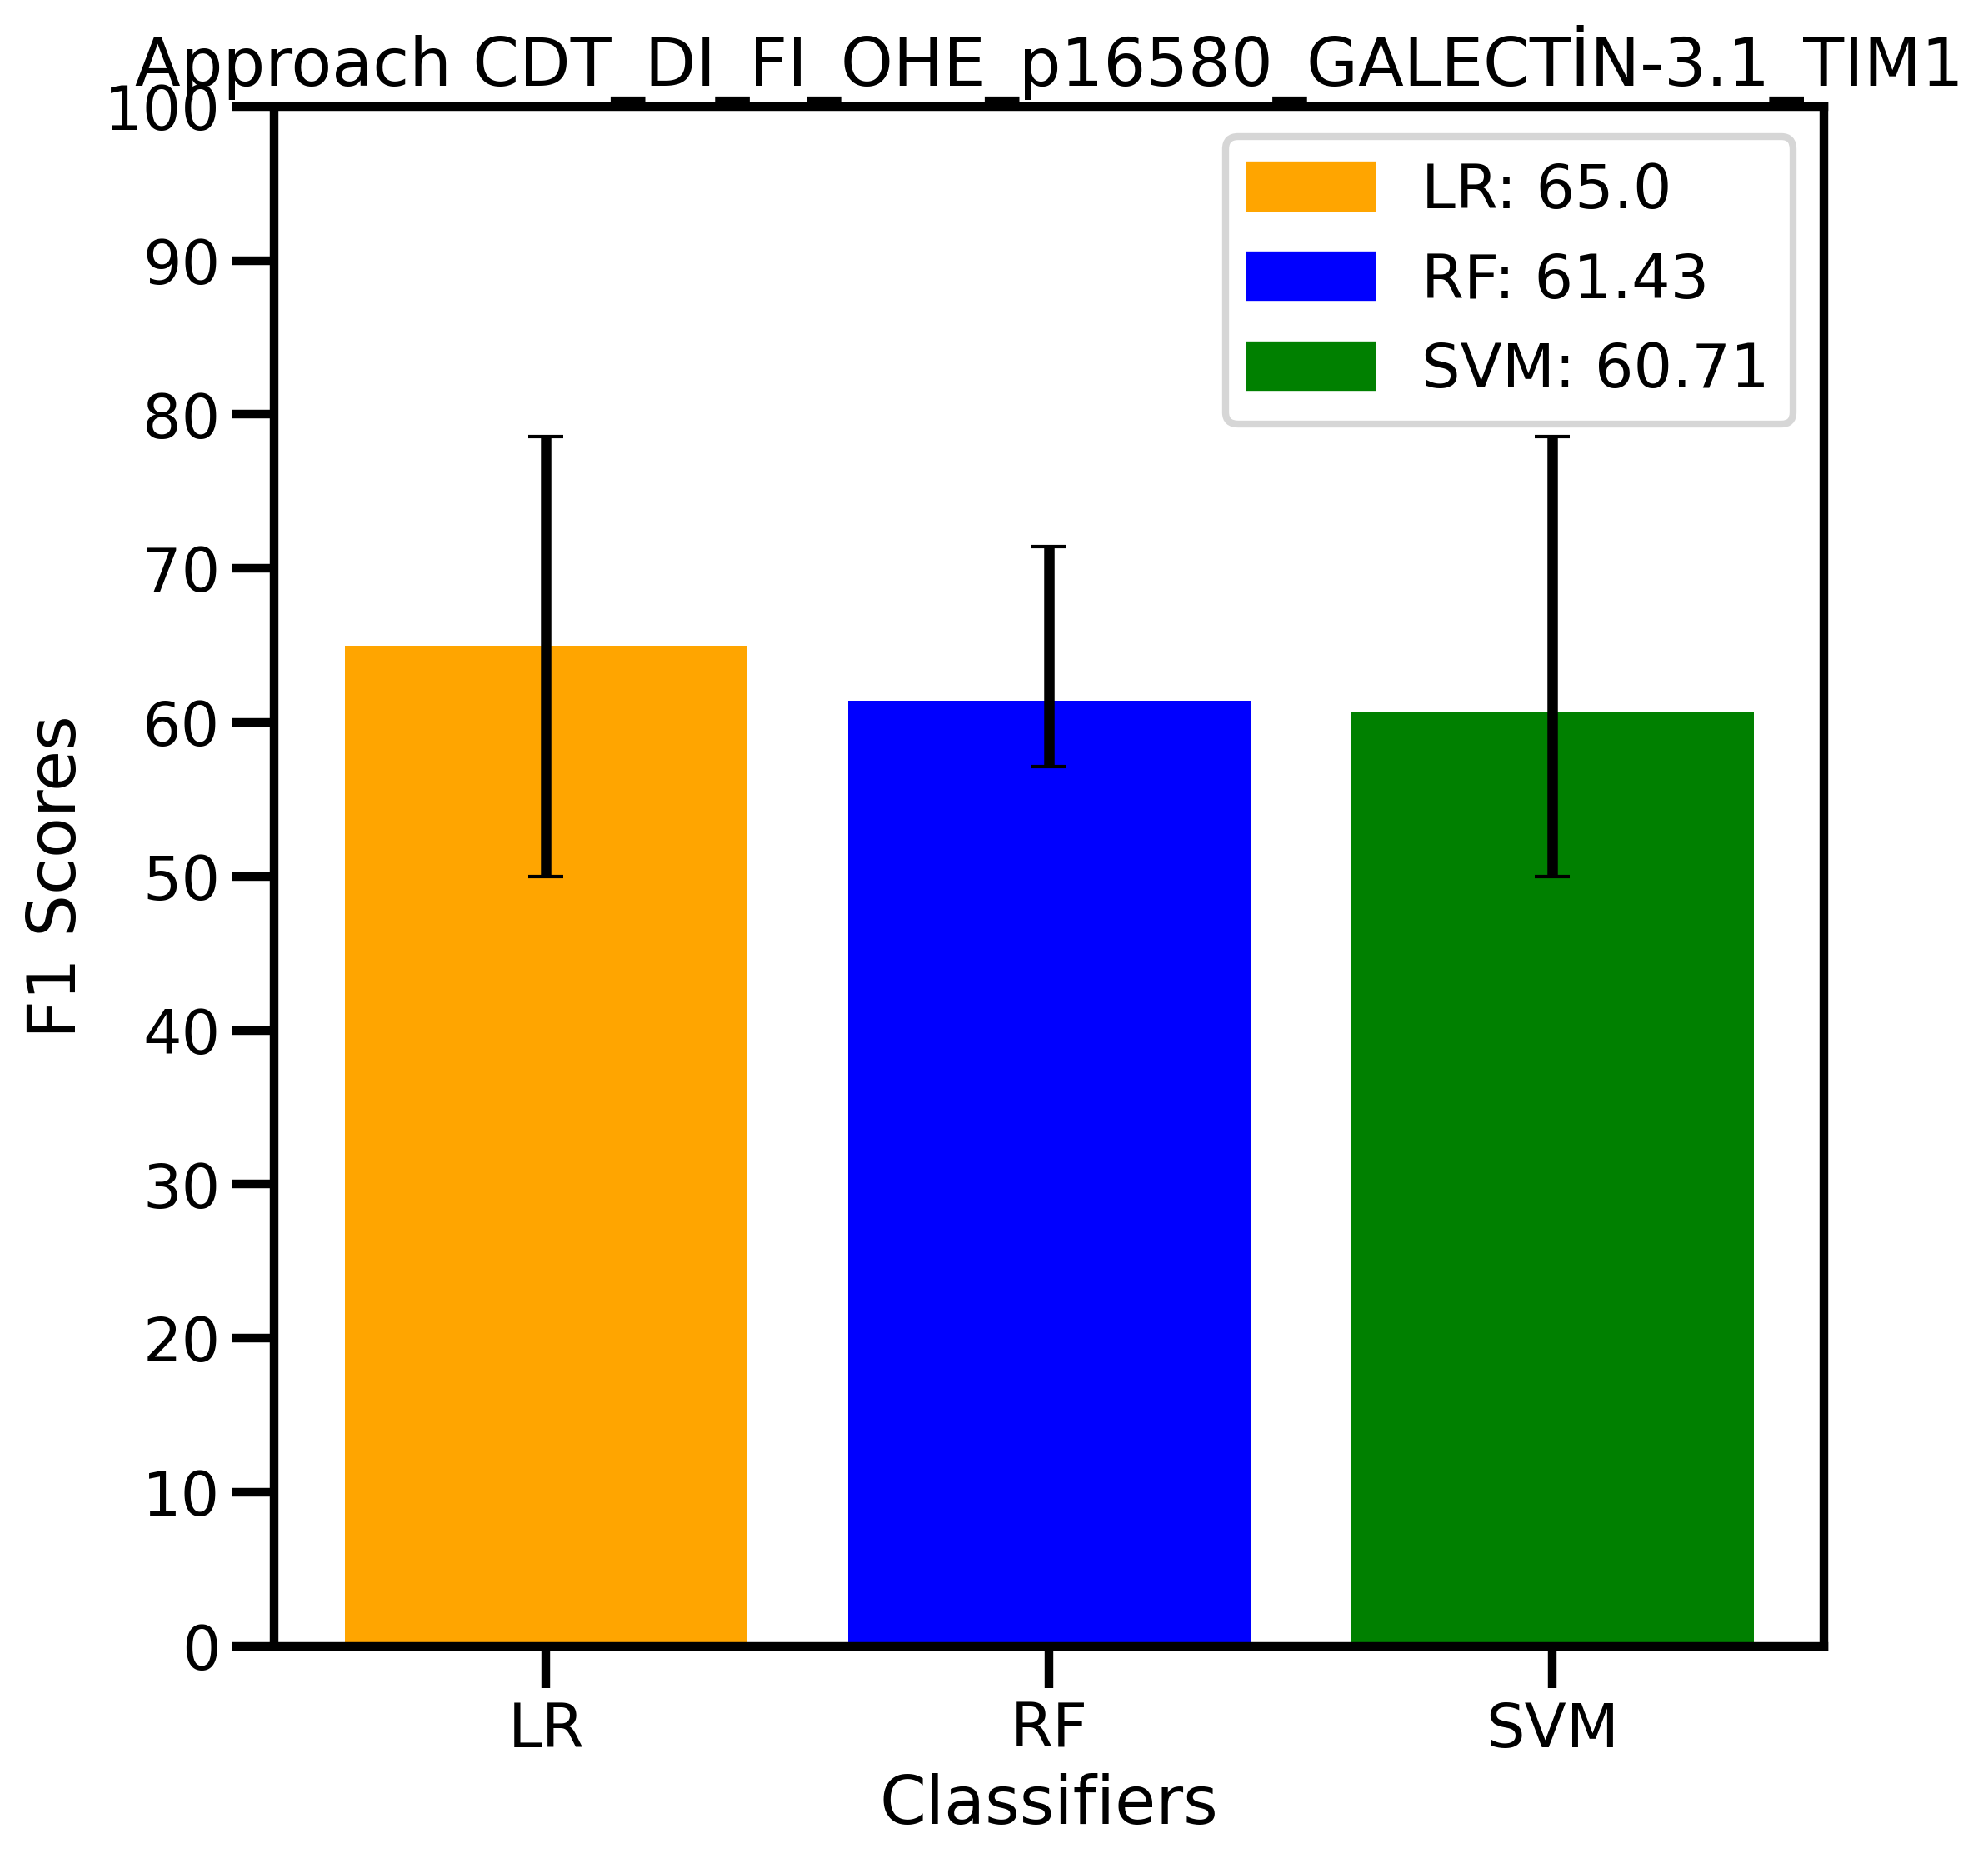 Approach CDT_DI_FI_OHE_p16580_GALECTİN-3.1_TIM1
100
90
80
70
60
50
40
30
20
10
0
F1 Scores
LR: 65.0
RF: 61.43
SVM: 60.71
LR
RF
SVM
Classifiers